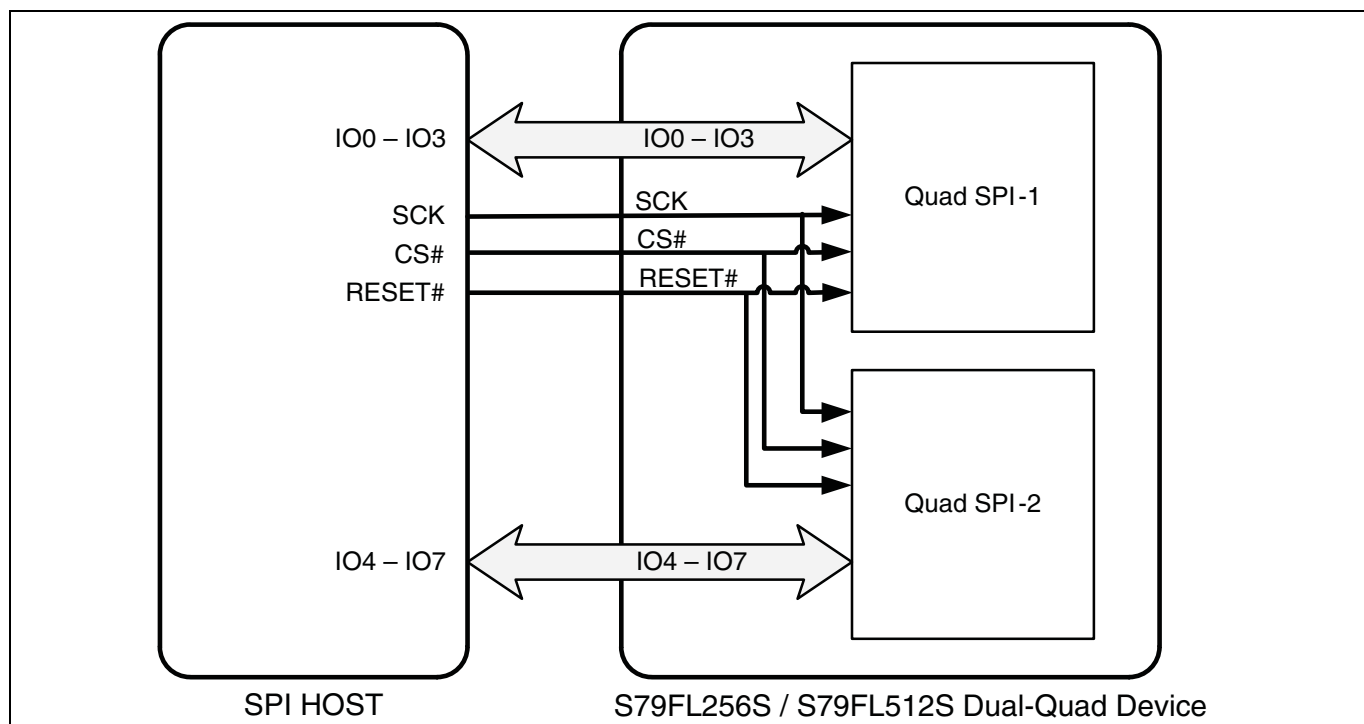 IO0 – IO3
IO0 – IO3
Quad SPI-1
SCK
SCK
CS#
CS#
RESET#
RESET#
Quad SPI-2
IO4 – IO7
IO4 – IO7
SPI HOST
S79FL256S / S79FL512S Dual-Quad Device